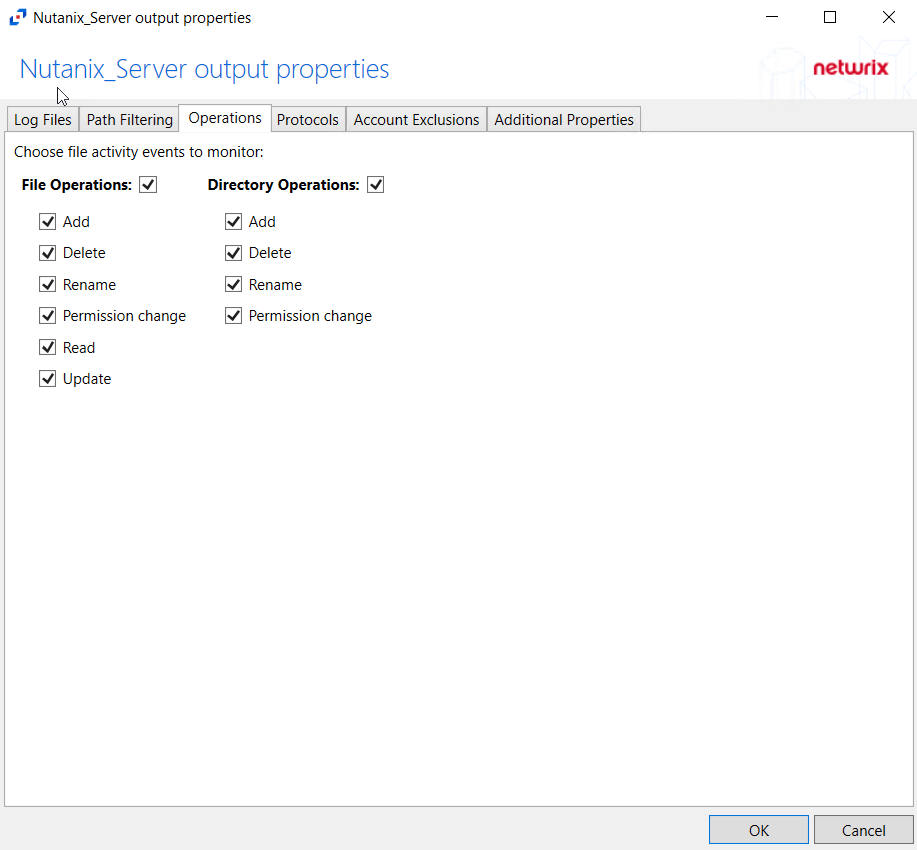 Nutanix_Server output properties
Nutanix_Server output properties
netwrix
Log Files Path Filtering Operations Protocols Account Exclusions Additional Properties
Choose file activity events to monitor:
File Operations: Directory Operations:
Add Add
Delete Delete
Rename Rename
Permission change Permission change
Read
Update
OK Cancel